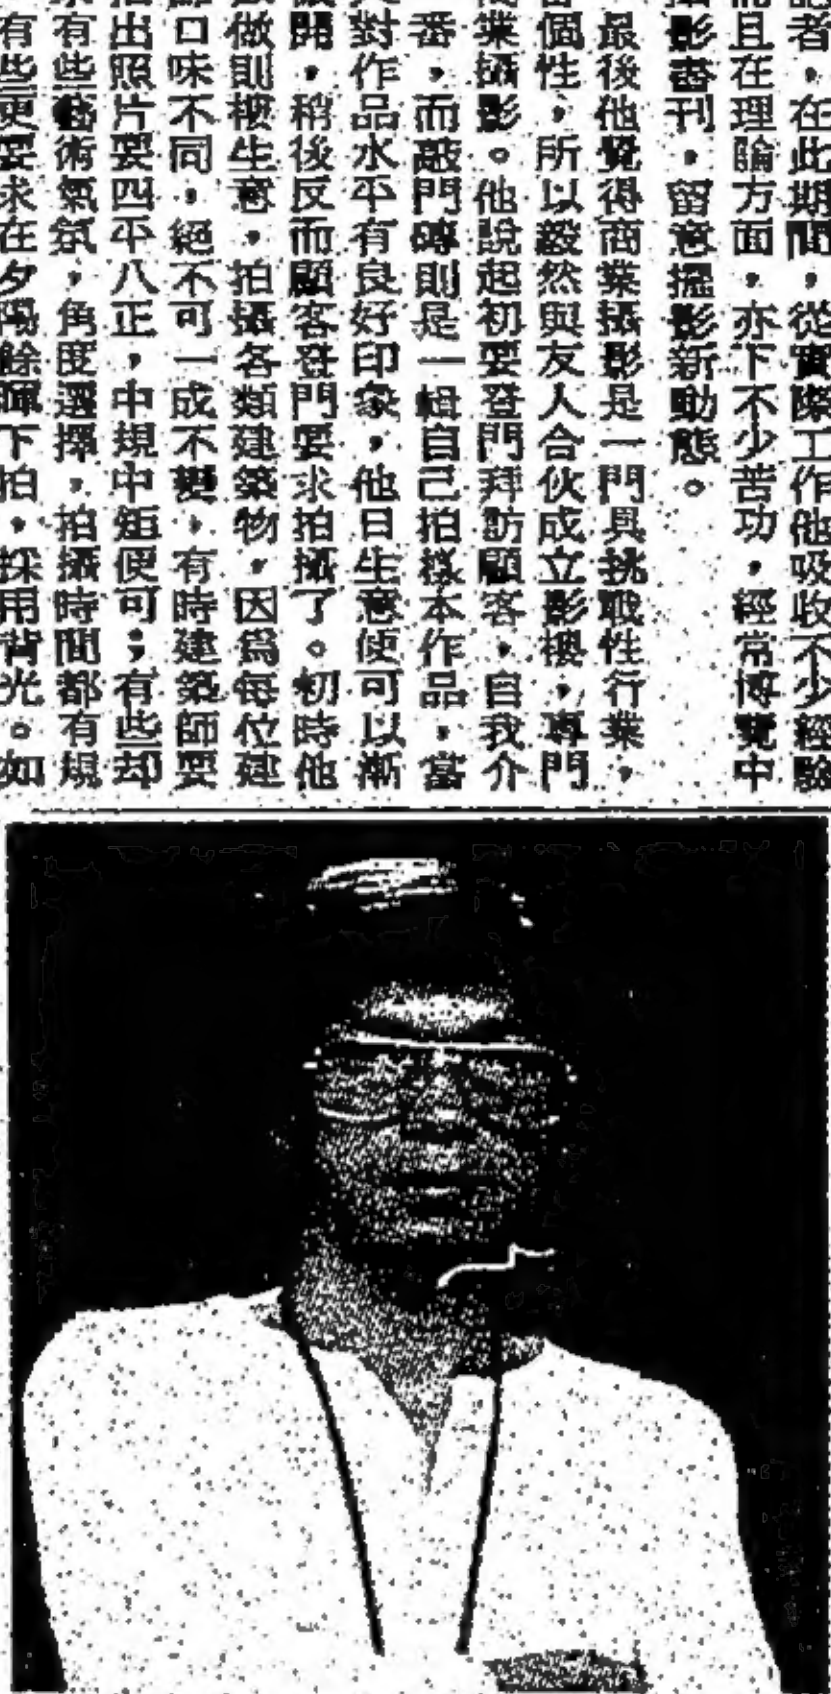 者，在此期間，從實際工作他吸收不少經驗
且在理論方面，亦下不少苦功，經常博覽中
影書刊，留意攝影新動態。
最後他覺得商業攝影是一門具挑戰性行業，
個性，所以毅然與友人合伙成立影樓，專門
業攝影。他說起初要登門拜訪顧客，自我介
番，而敲門磚則是一輯自己拍樣本作品，當
對作品水平有良好印象，他日生意便可以漸
開，稍後反而顧客登門要求拍攝了。初時他
做則樓生意，拍攝各類建築物，因爲每位建
口味不同，絕不可一成不變，有時建築師要
出照片要四平八正，中規中矩便可；有些却
有些藝術氣氛，角度選擇，拍攝時間都有規
有些更要求在夕陽餘暉下拍，採用背光。如